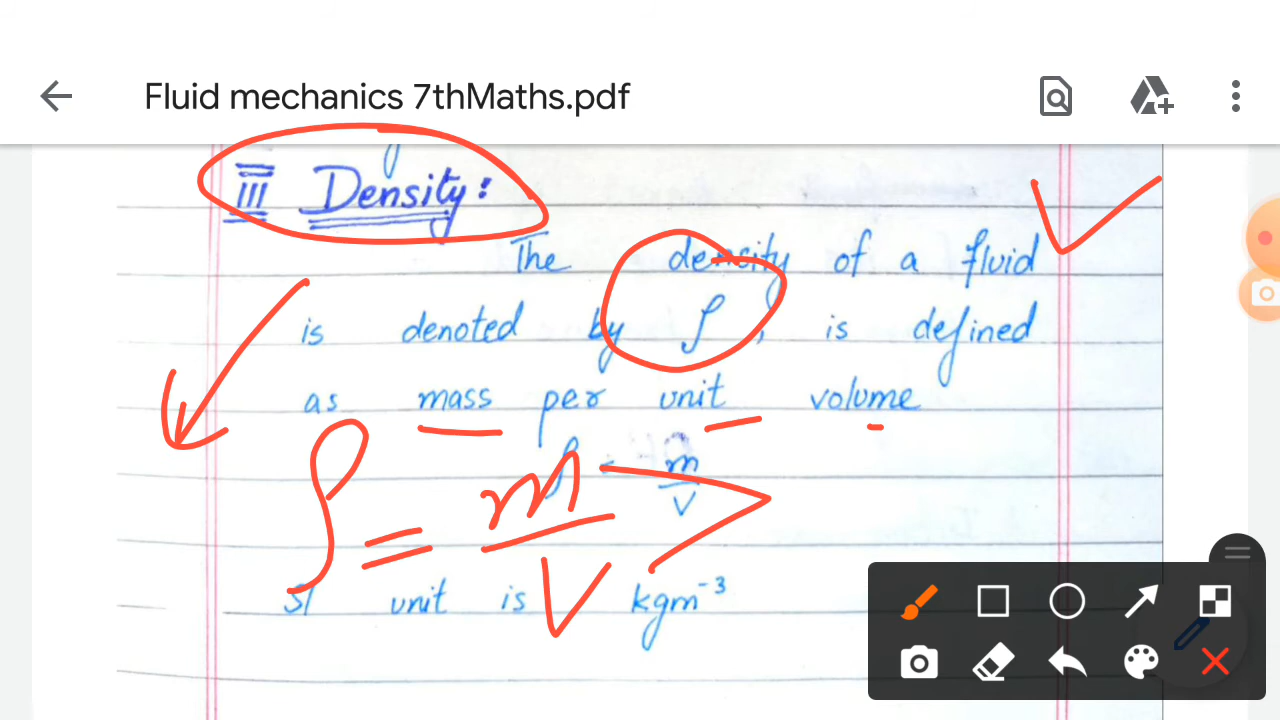 Fluid mechanics 7thMaths.pdf
III Density:
The density of a fluid
is denoted by ρ, is defined
as mass per unit volume
ρ = m/V
ρ = m/V
SI unit is kgm⁻³